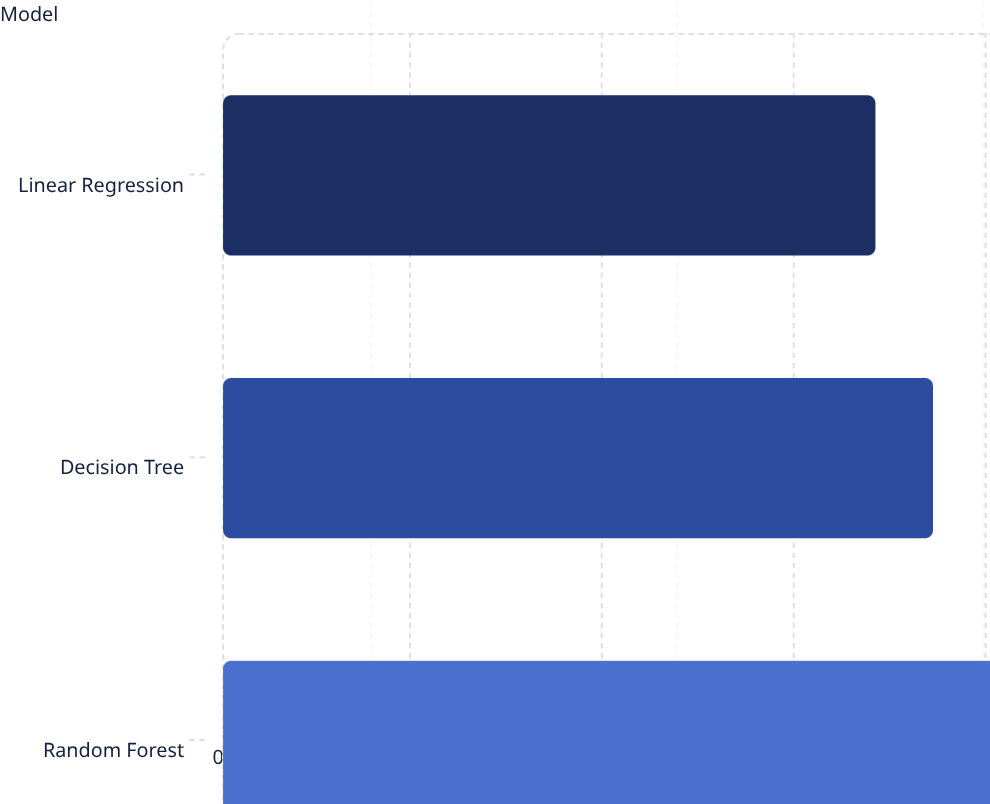 Model
Linear Regression
Decision Tree
Random Forest
0